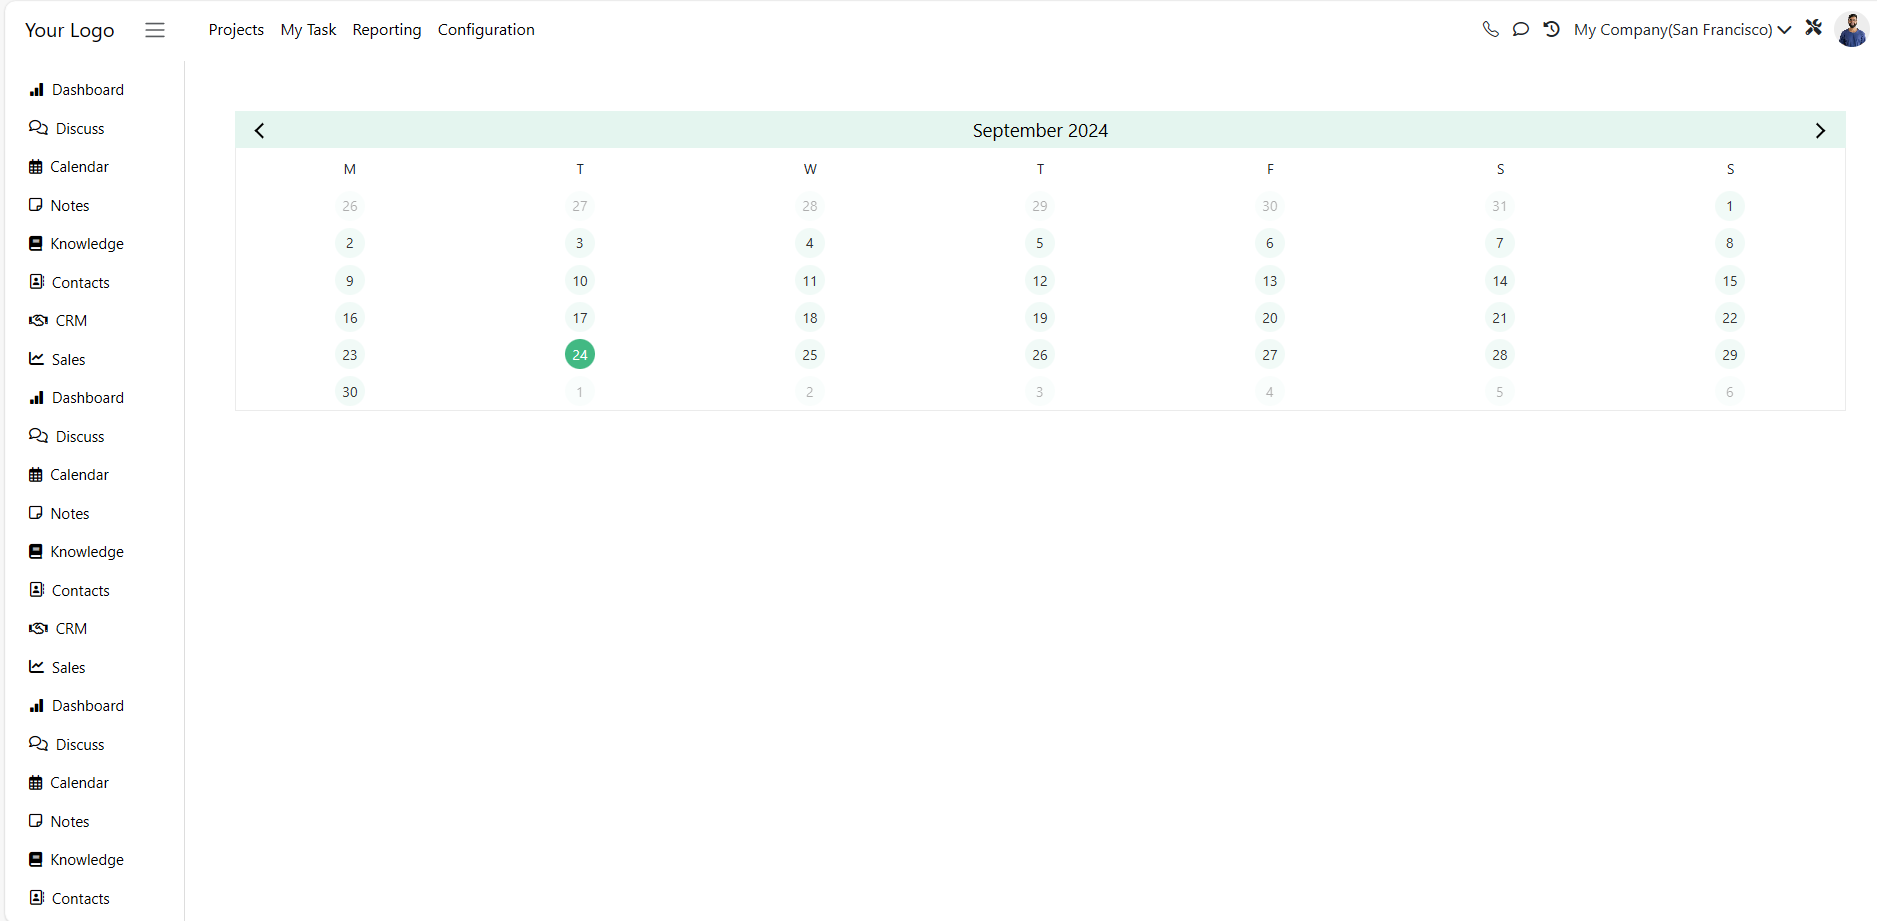 Your Logo
Projects My Task Reporting Configuration
My Company(San Francisco)
Dashboard
Discuss
Calendar
Notes
Knowledge
Contacts
CRM
Sales
Dashboard
Discuss
Calendar
Notes
Knowledge
Contacts
CRM
Sales
Dashboard
Discuss
Calendar
Notes
Knowledge
Contacts
September 2024
M T W T F S S
26 27 28 29 30 31 1
2 3 4 5 6 7 8
9 10 11 12 13 14 15
16 17 18 19 20 21 22
23 24 25 26 27 28 29
30 1 2 3 4 5 6